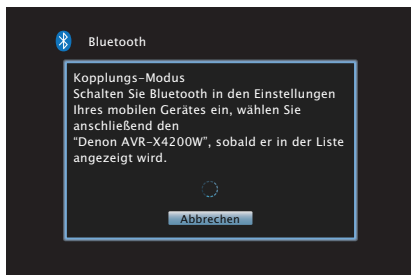 Bluetooth
Kopplungs-Modus
Schalten Sie Bluetooth in den Einstellungen
Ihres mobilen Gerätes ein, wählen Sie
anschließend den
“Denon AVR-X4200W”, sobald er in der Liste
angezeigt wird.
Abbrechen